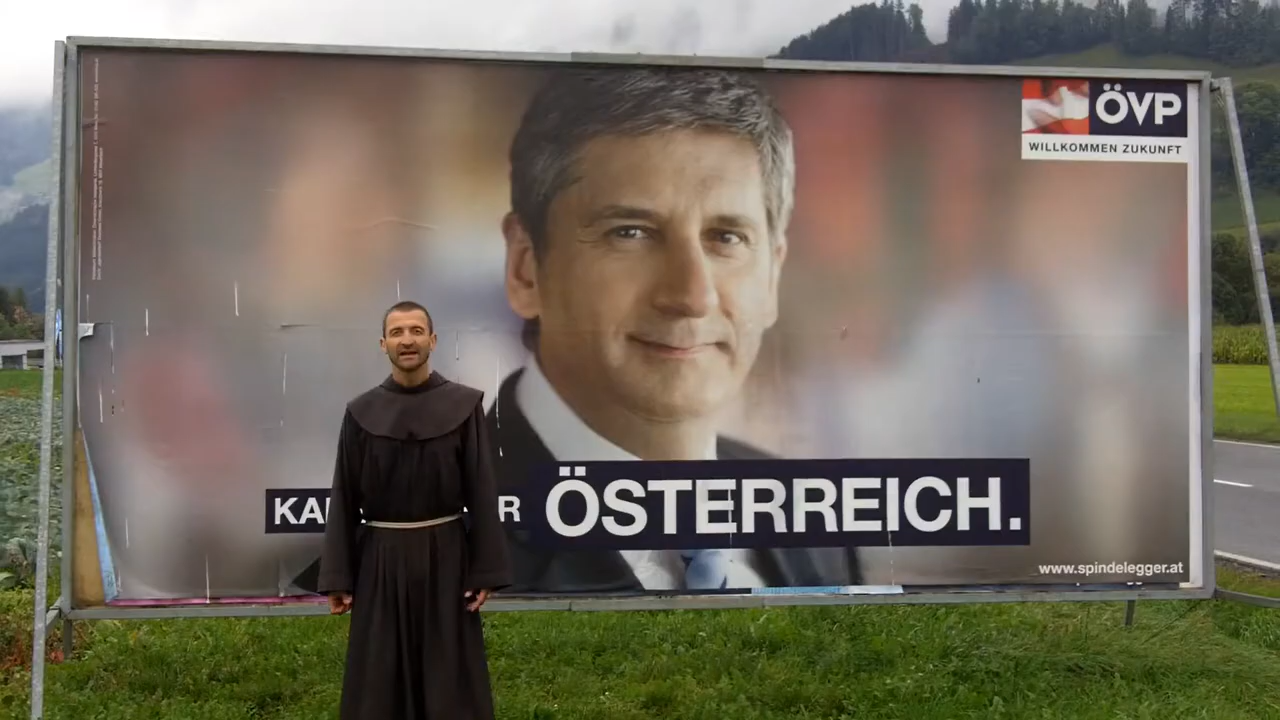 ÖVP
WILLKOMMEN ZUKUNFT
KA R ÖSTERREICH.
www.spindelegger.at